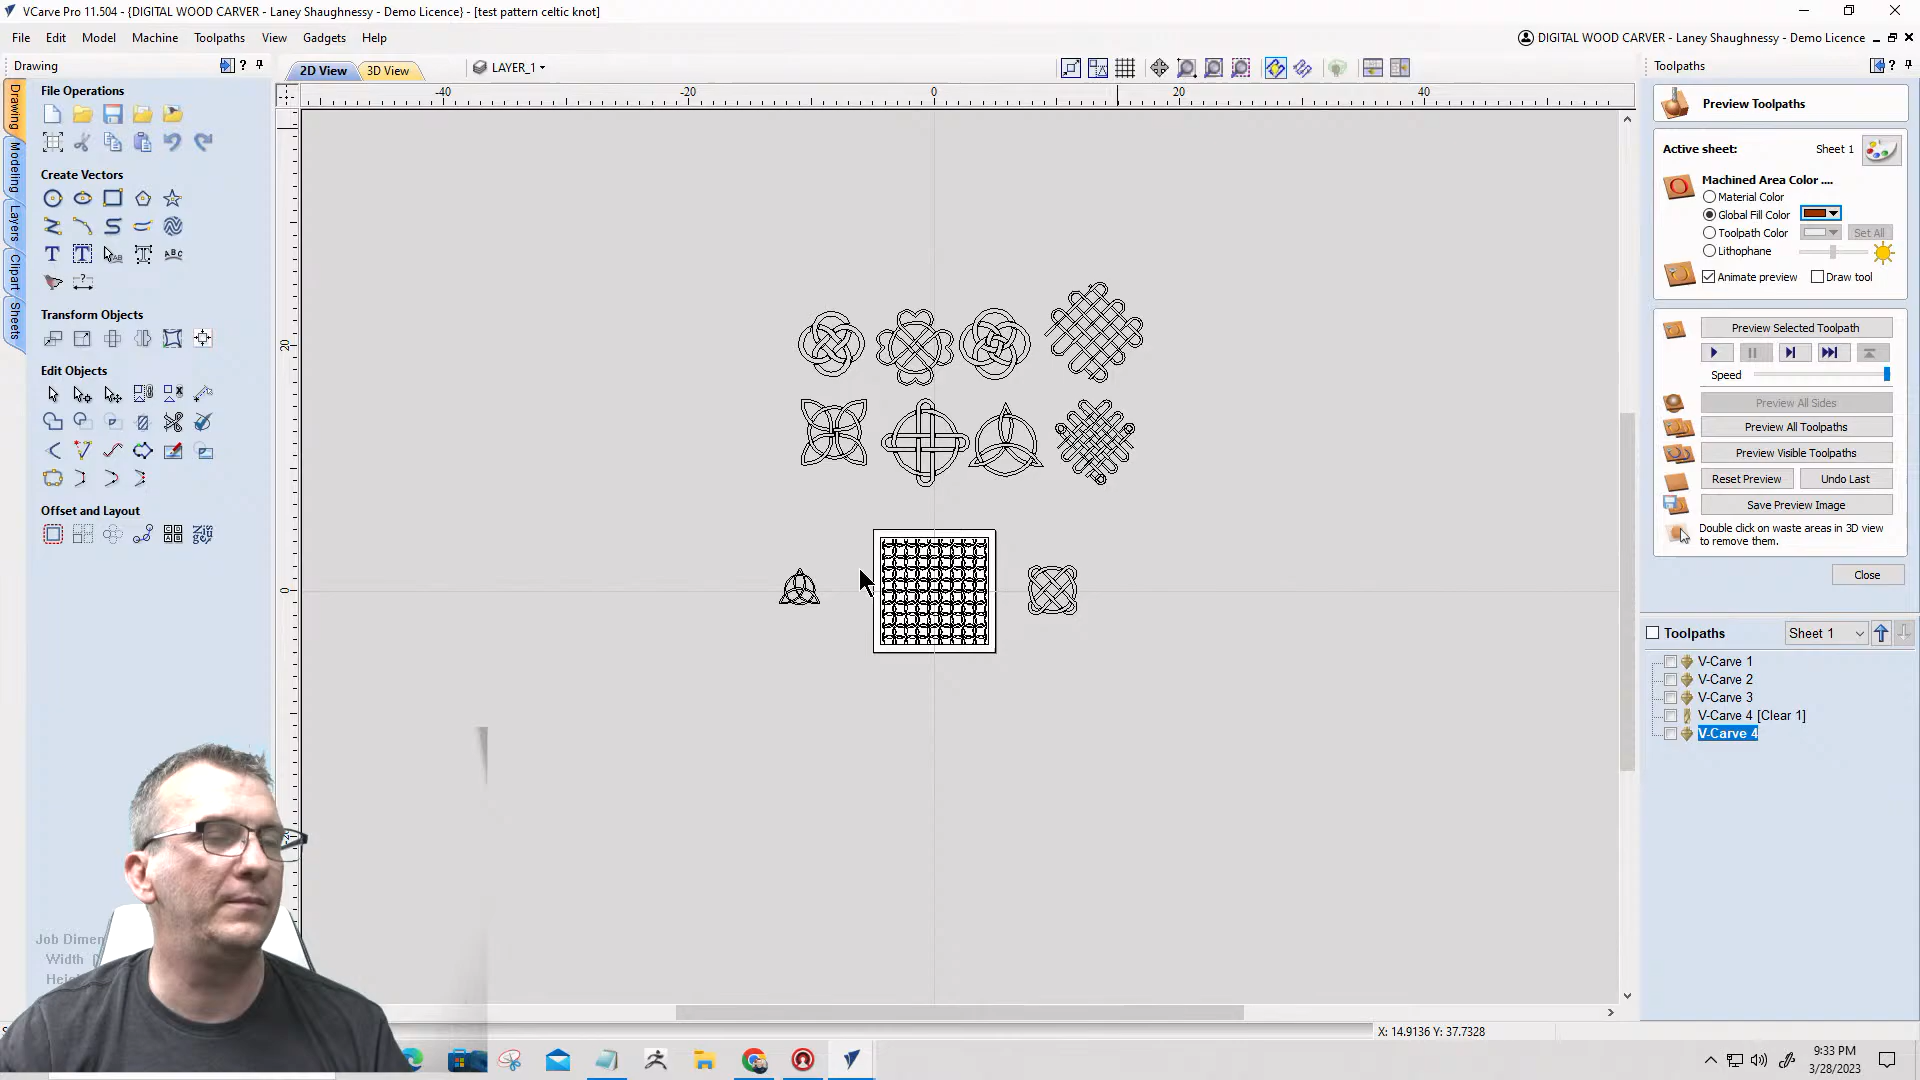 VCarve Pro 11.504 - {DIGITAL WOOD CARVER - Laney Shaughnessy - Demo Licence} - [test pattern celtic knot]
File Edit Model Machine Toolpaths View Gadgets Help
DIGITAL WOOD CARVER - Laney Shaughnessy - Demo Licence
Drawing
2D View
3D View
LAYER_1
Toolpaths
Drawing
Modeling
Layers
Clipart
Sheets
File Operations
Create Vectors
Transform Objects
Edit Objects
Offset and Layout
Job Dimen
Width
-40
-20
0
20
40
20
0
Preview Toolpaths
Active sheet: Sheet 1
Machined Area Color ....
Material Color
Global Fill Color
Toolpath Color
Set All
Lithophane
Animate preview
Draw tool
Preview Selected Toolpath
Speed
Preview All Sides
Preview All Toolpaths
Preview Visible Toolpaths
Reset Preview
Undo Last
Save Preview Image
Double click on waste areas in 3D view
to remove them.
Close
Toolpaths
Sheet 1
V-Carve 1
V-Carve 2
V-Carve 3
V-Carve 4 [Clear 1]
V-Carve 4
X: 14.9136 Y: 37.7328
9:33 PM
3/28/2023